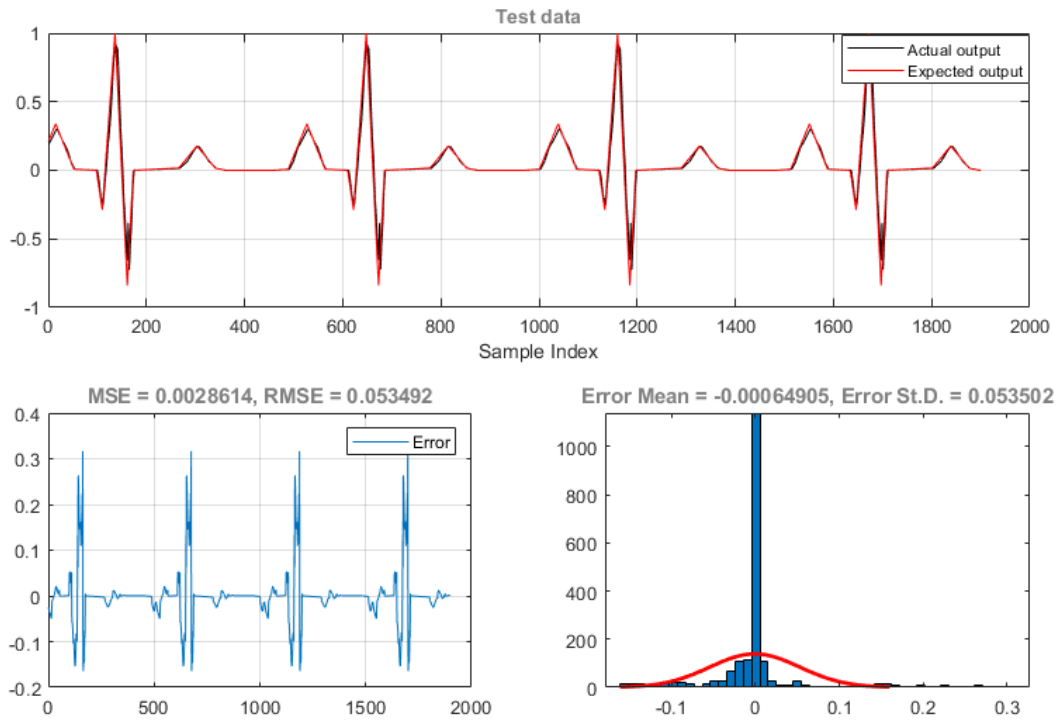 Test data
1
0.5
0
-0.5
-1
Actual output
Expected output
0 200 400 600 800 1000 1200 1400 1600 1800 2000
Sample Index
MSE = 0.0028614, RMSE = 0.053492
0.4
0.3
0.2
0.1
0
-0.1
-0.2
Error
0 500 1000 1500 2000
Error Mean = -0.00064905, Error St.D. = 0.053502
1000
800
600
400
200
0
-0.1 0 0.1 0.2 0.3